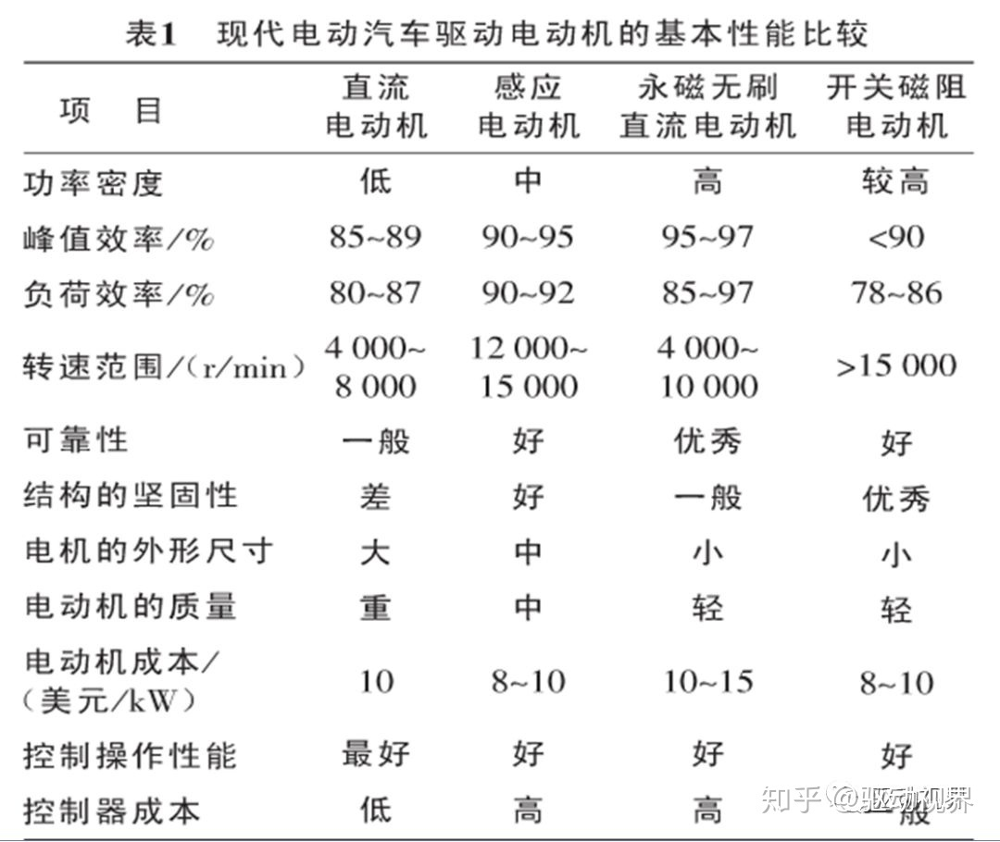 表1 现代电动汽车驱动电动机的基本性能比较
项 目 直流电动机 感应电动机 永磁无刷直流电动机 开关磁阻电动机
功率密度 低 中 高 较高
峰值效率/% 85~89 90~95 95~97 <90
负荷效率/% 80~87 90~92 85~97 78~86
转速范围/(r/min) 4 000~8 000 12 000~15 000 4 000~10 000 >15 000
可靠性 一般 好 优秀 好
结构的坚固性 差 好 一般 优秀
电机的外形尺寸 大 中 小 小
电动机的质量 重 中 轻 轻
电动机成本/(美元/kW) 10 8~10 10~15 8~10
控制操作性能 最好 好 好 好
控制器成本 低 高 高 一般
知乎 @驱动视界